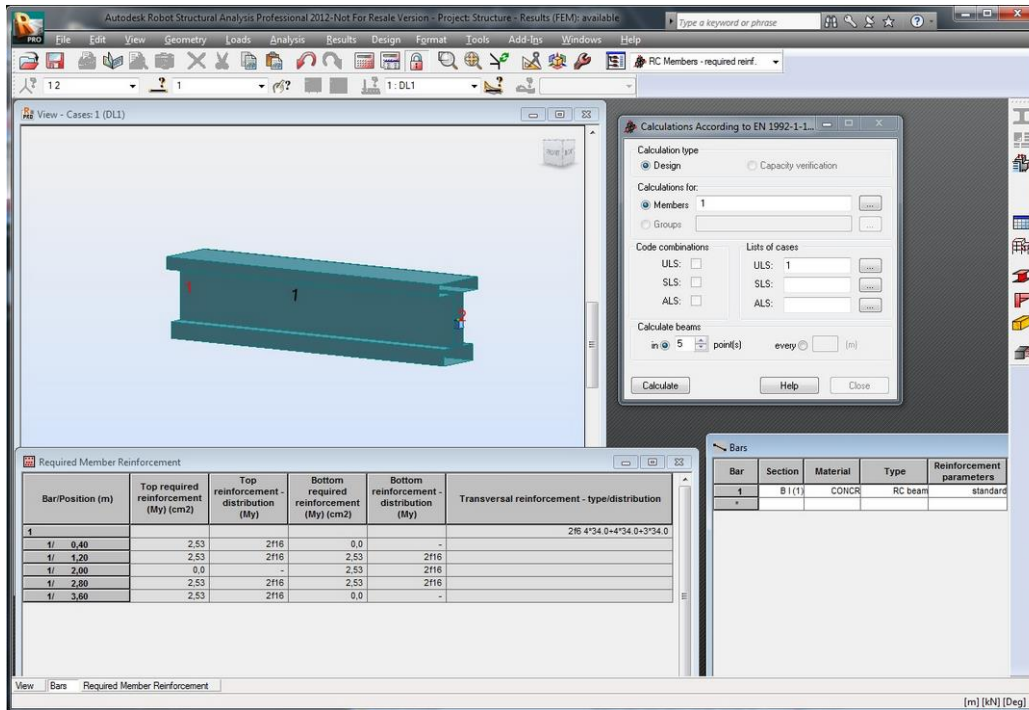 Autodesk Robot Structural Analysis Professional 2012-Not For Resale Version - Project: Structure - Results (FEM): available
Type a keyword or phrase
PRO
File Edit View Geometry Loads Analysis Results Design Format Tools Add-Ins Windows Help
RC Members - required reinf.
1 2
1
1 : DL1
View - Cases: 1 (DL1)
1
1
2
Calculations According to EN 1992-1-1...
Calculation type
Design
Capacity verification
Calculations for:
Members 1 ...
Groups ...
Code combinations Lists of cases
ULS: ULS: 1 ...
SLS: SLS: ...
ALS: ALS: ...
Calculate beams
in 5 point(s) every (m)
Calculate Help Close
Required Member Reinforcement
Bar/Position (m) Top required reinforcement (My) (cm2) Top reinforcement - distribution (My) Bottom required reinforcement (My) (cm2) Bottom reinforcement - distribution (My) Transversal reinforcement - type/distribution
1 2f6 4*34.0+4*34.0+3*34.0
1/ 0,40 2,53 2f16 0,0 -
1/ 1,20 2,53 2f16 2,53 2f16
1/ 2,00 0,0 - 2,53 2f16
1/ 2,80 2,53 2f16 2,53 2f16
1/ 3,60 2,53 2f16 0,0 -
Bars
Bar Section Material Type Reinforcement parameters
1 B I (1) CONCR RC beam standard
*
View Bars Required Member Reinforcement
[m] [kN] [Deg]